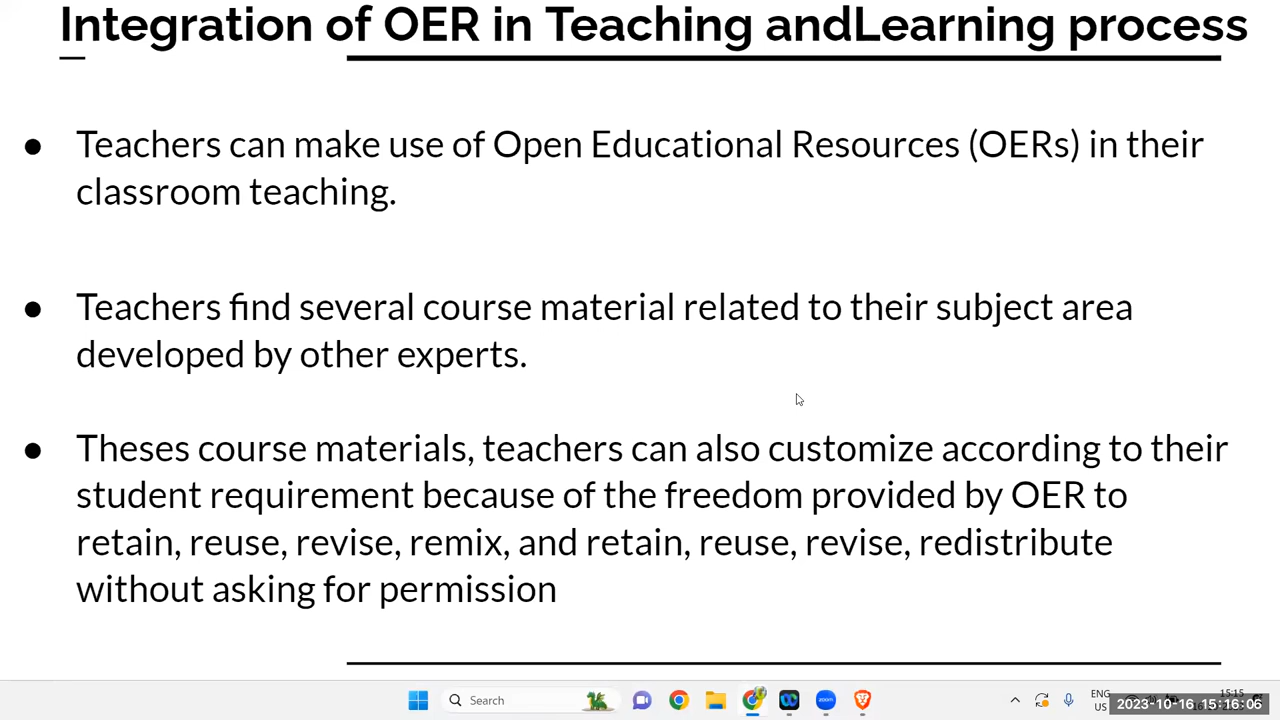 Integration of OER in Teaching andLearning process
● Teachers can make use of Open Educational Resources (OERs) in their
classroom teaching.
● Teachers find several course material related to their subject area
developed by other experts.
● Theses course materials, teachers can also customize according to their
student requirement because of the freedom provided by OER to
retain, reuse, revise, remix, and retain, reuse, revise, redistribute
without asking for permission
Search
zoom
ENG
US
15:15
2023-10-16 15:16:06